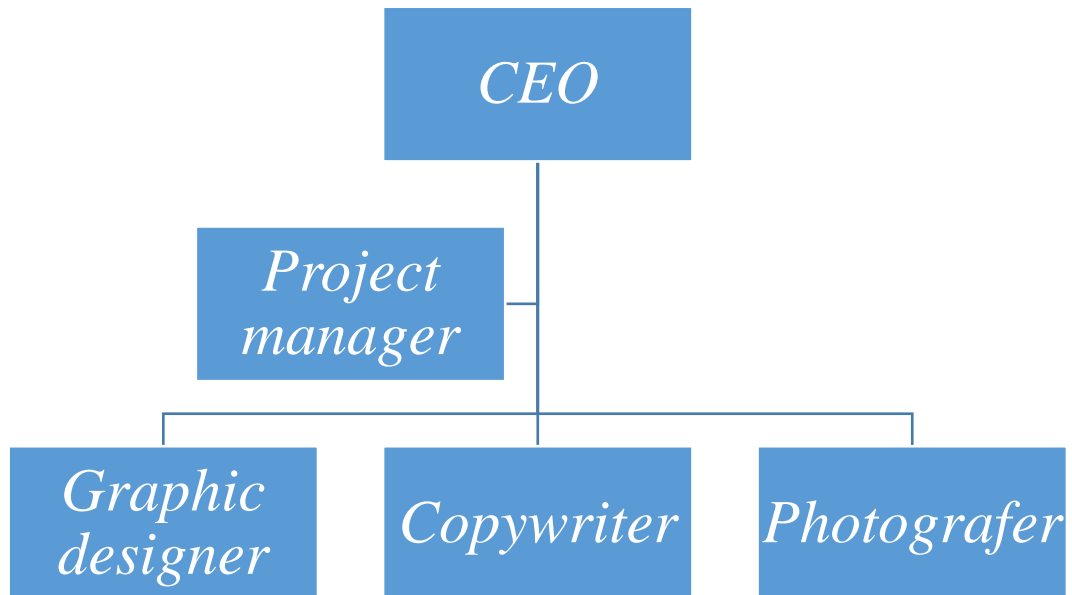 CEO
Project
manager
Graphic
designer
Copywriter
Photografer